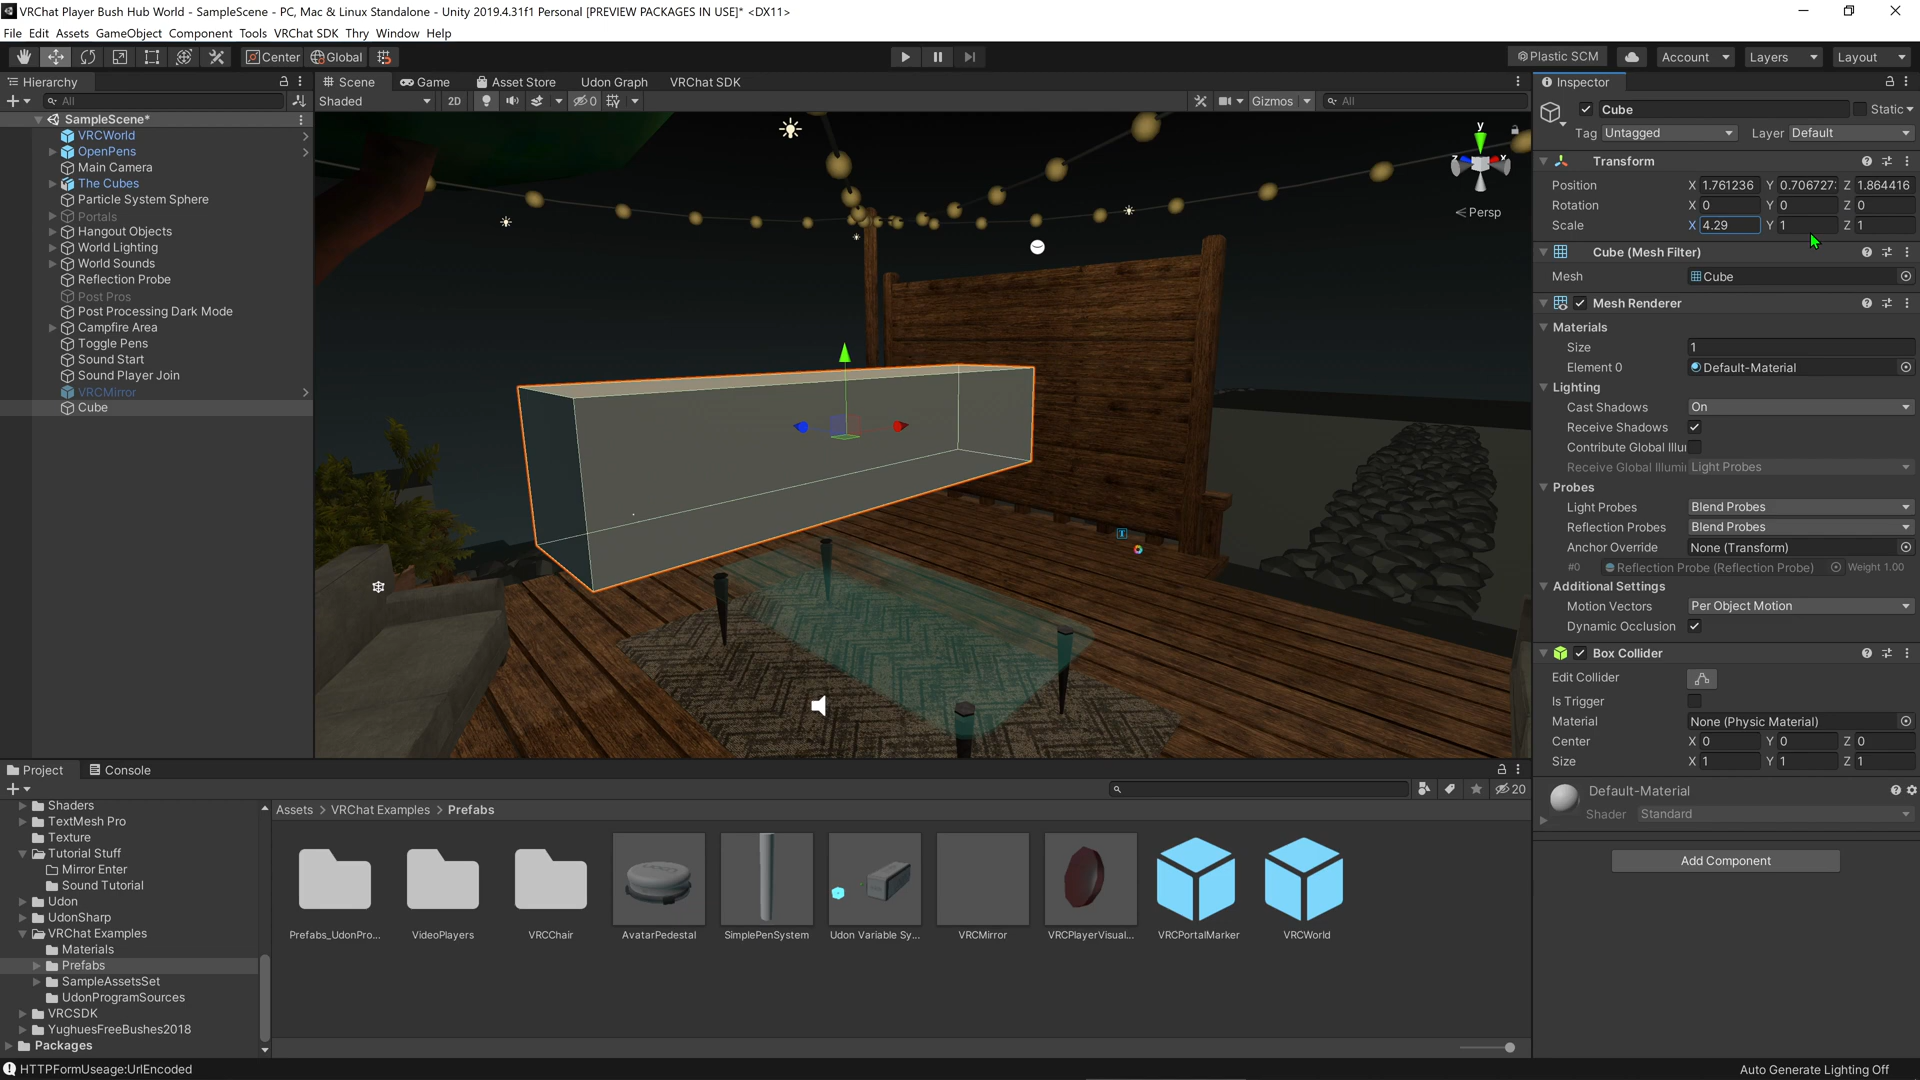 VRChat Player Bush Hub World - SampleScene - PC, Mac & Linux Standalone - Unity 2019.4.31f1 Personal [PREVIEW PACKAGES IN USE]* <DX11>
File Edit Assets GameObject Component Tools VRChat SDK Thry Window Help
Center Global Plastic SCM Account Layers Layout
Hierarchy Scene Game Asset Store Udon Graph VRChat SDK Inspector
All Shaded 2D 0 Gizmos All
SampleScene*
VRCWorld
OpenPens
Main Camera
The Cubes
Particle System Sphere
Portals
Hangout Objects
World Lighting
World Sounds
Reflection Probe
Post Pros
Post Processing Dark Mode
Campfire Area
Toggle Pens
Sound Start
Sound Player Join
VRCMirror
Cube
y
z x
Persp
T
Cube Static
Tag Untagged Layer Default
Transform
Position X 1.761236 Y 0.706727 Z 1.864416
Rotation X 0 Y 0 Z 0
Scale X 4.29 Y 1 Z 1
Cube (Mesh Filter)
Mesh Cube
Mesh Renderer
Materials
Size 1
Element 0 Default-Material
Lighting
Cast Shadows On
Receive Shadows
Contribute Global Illu
Receive Global Illumi Light Probes
Probes
Light Probes Blend Probes
Reflection Probes Blend Probes
Anchor Override None (Transform)
#0 Reflection Probe (Reflection Probe) Weight 1.00
Additional Settings
Motion Vectors Per Object Motion
Dynamic Occlusion
Box Collider
Edit Collider
Is Trigger
Material None (Physic Material)
Center X 0 Y 0 Z 0
Size X 1 Y 1 Z 1
Default-Material
Shader Standard
Add Component
Project Console
20
Shaders
TextMesh Pro
Texture
Tutorial Stuff
Mirror Enter
Sound Tutorial
Udon
UdonSharp
VRChat Examples
Materials
Prefabs
SampleAssetsSet
UdonProgramSources
VRCSDK
YughuesFreeBushes2018
Packages
Assets > VRChat Examples > Prefabs
Prefabs_UdonPro... VideoPlayers VRCChair AvatarPedestal SimplePenSystem Udon Variable Sy... VRCMirror VRCPlayerVisual... VRCPortalMarker VRCWorld
HTTPFormUseage:UrlEncoded
Auto Generate Lighting Off